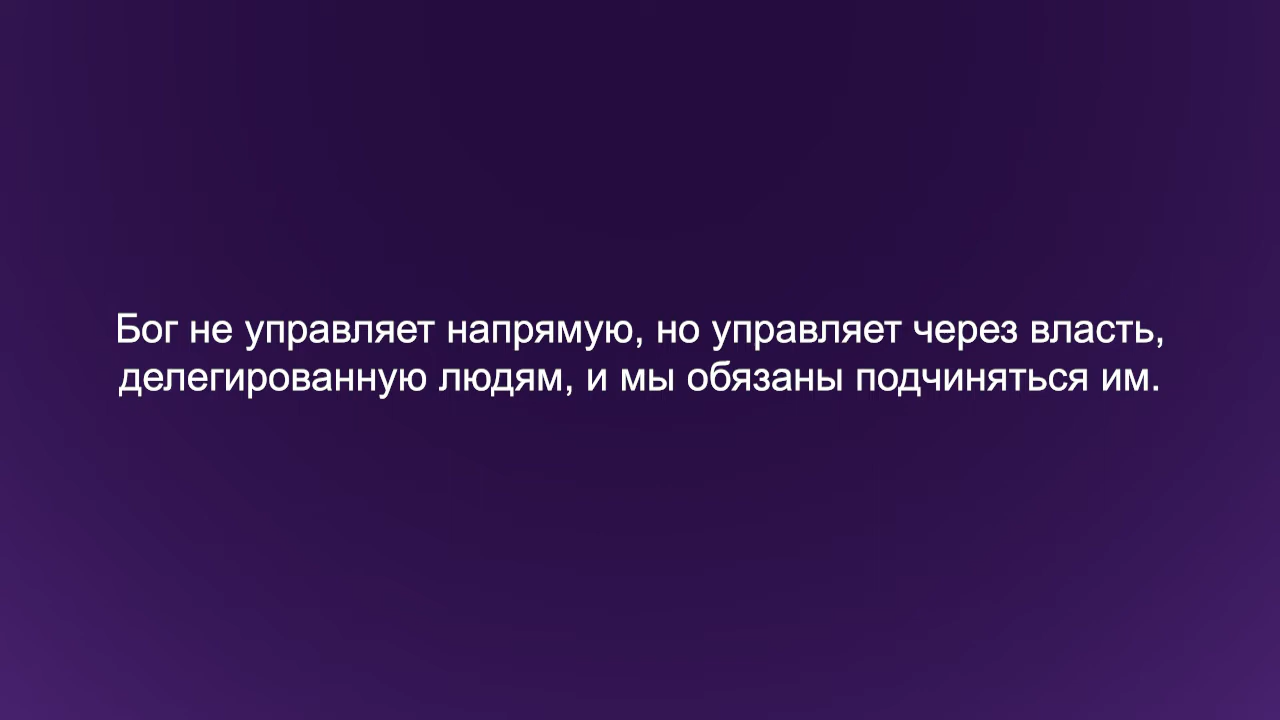 Бог не управляет напрямую, но управляет через власть,
делегированную людям, и мы обязаны подчиняться им.